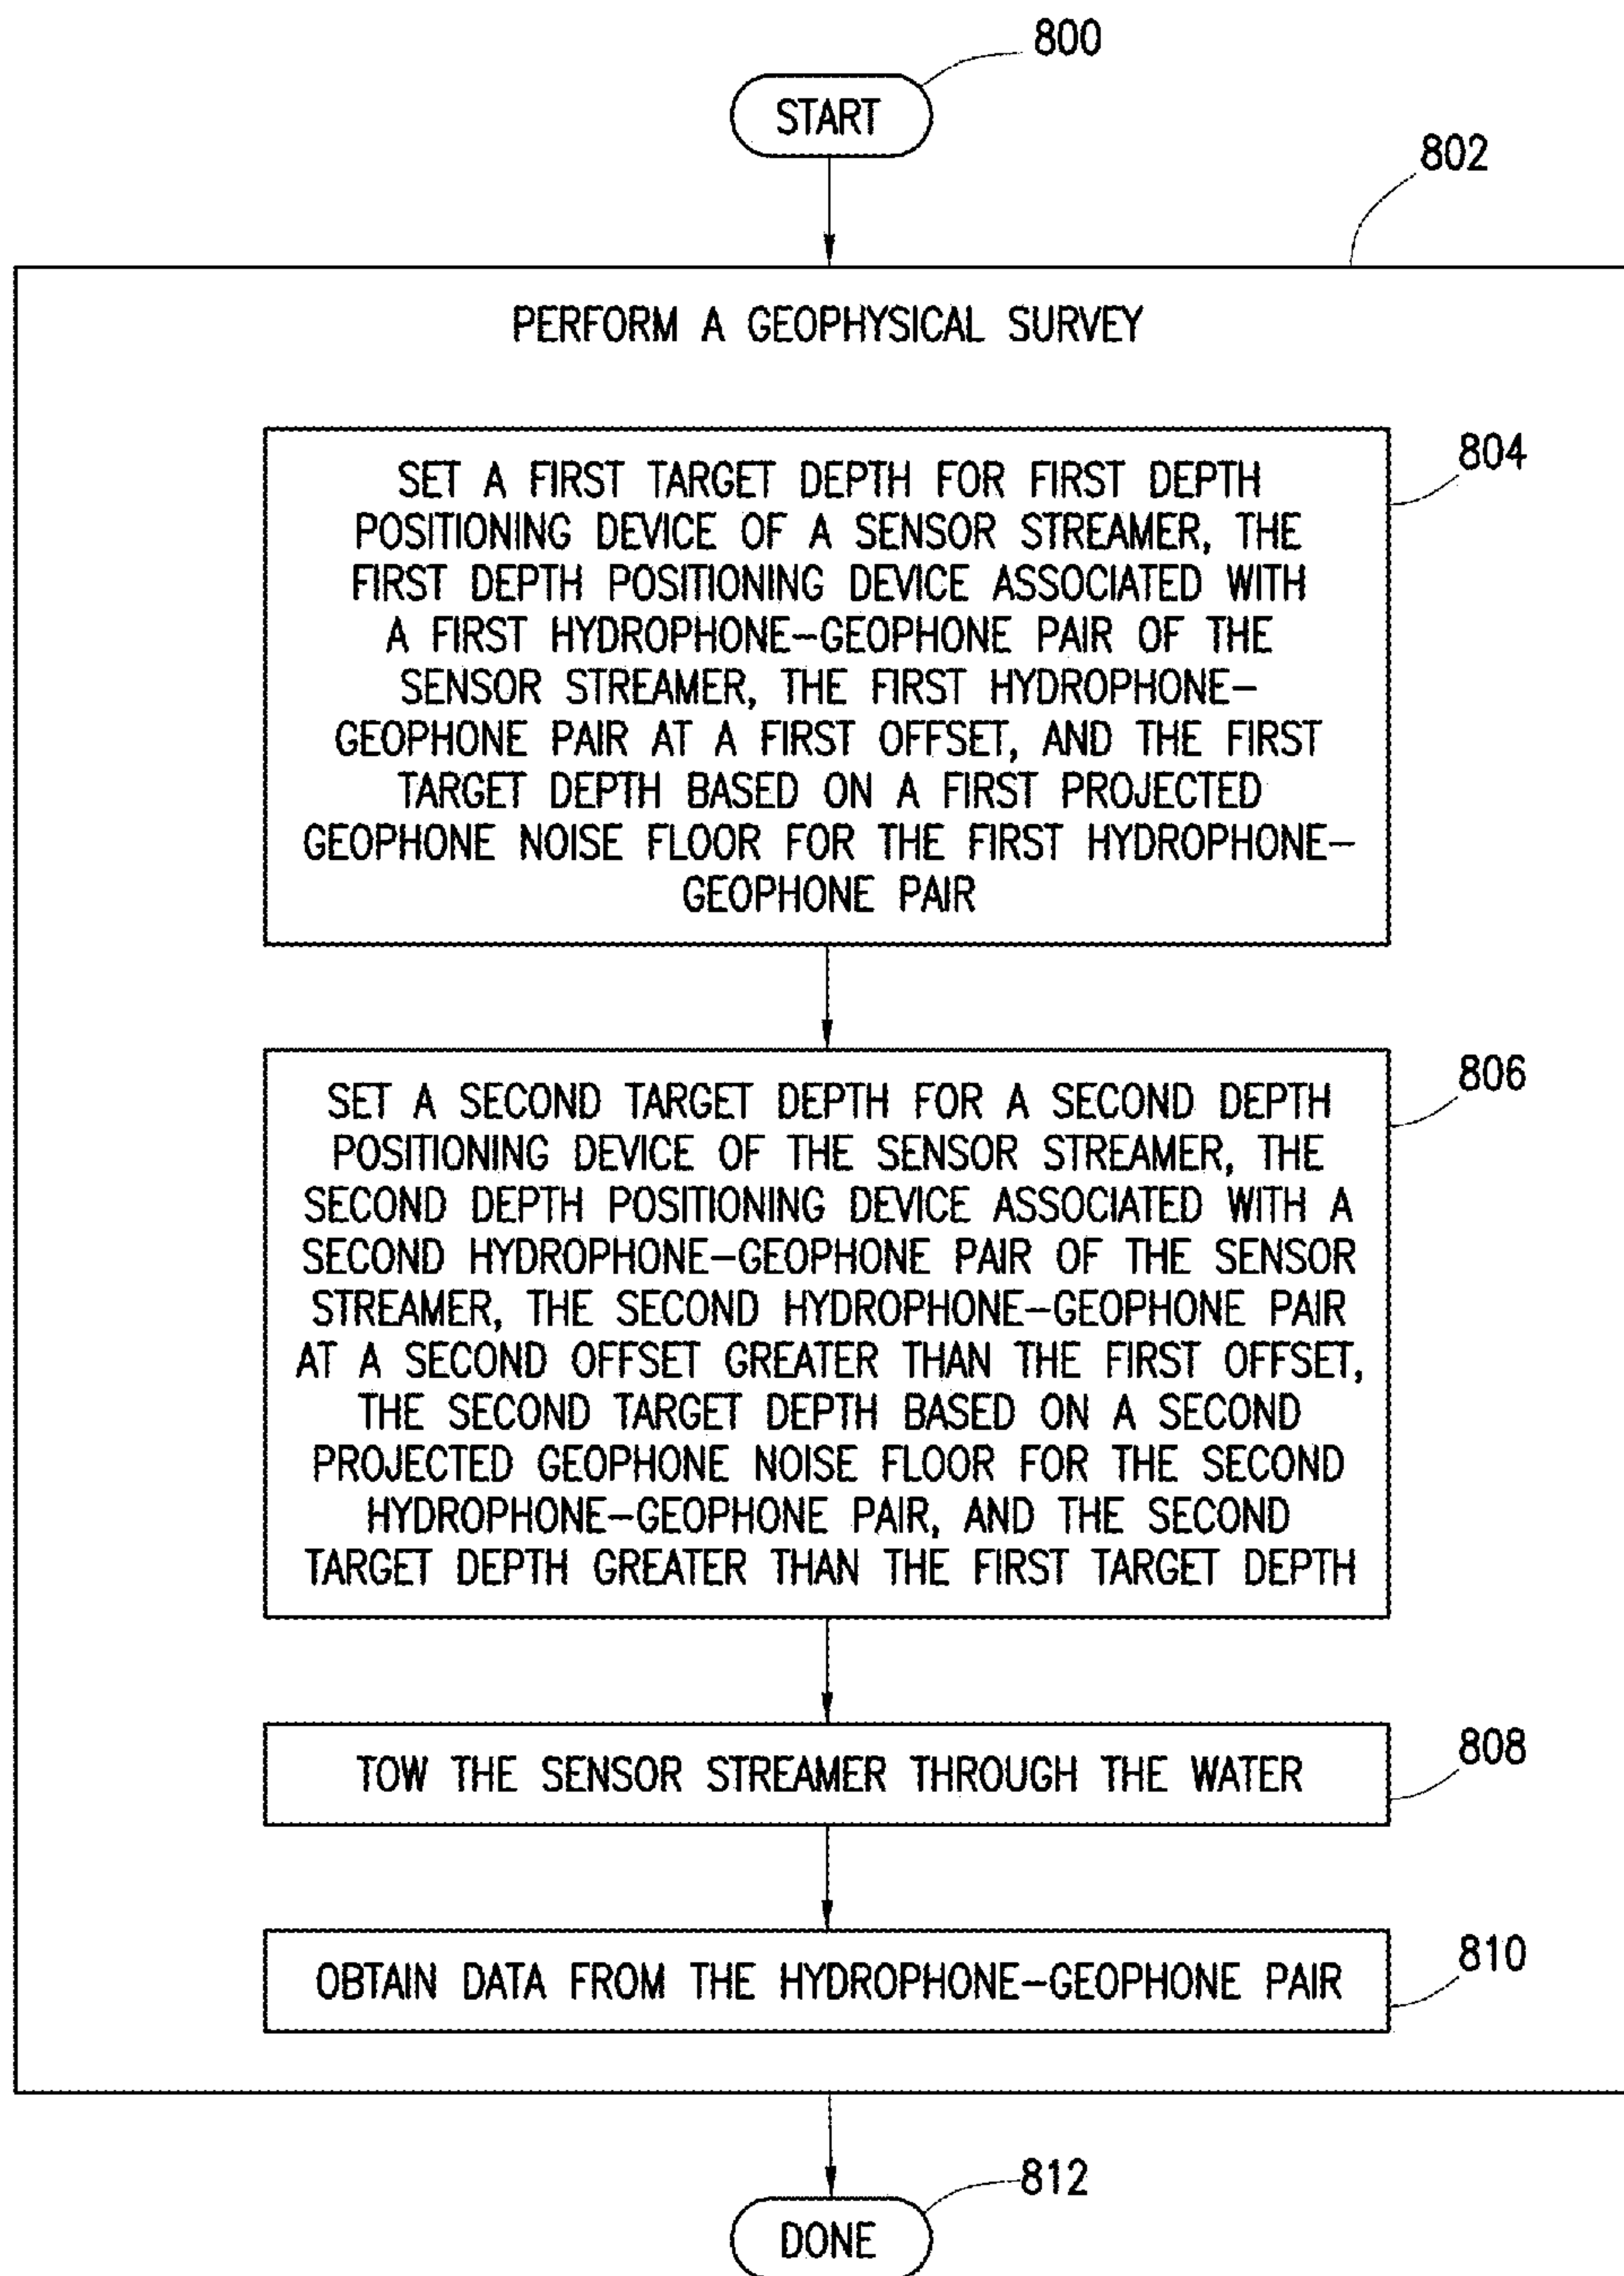 800
START
802
PERFORM A GEOPHYSICAL SURVEY
804
SET A FIRST TARGET DEPTH FOR FIRST DEPTH
POSITIONING DEVICE OF A SENSOR STREAMER, THE
FIRST DEPTH POSITIONING DEVICE ASSOCIATED WITH
A FIRST HYDROPHONE-GEOPHONE PAIR OF THE
SENSOR STREAMER, THE FIRST HYDROPHONE-
GEOPHONE PAIR AT A FIRST OFFSET, AND THE FIRST
TARGET DEPTH BASED ON A FIRST PROJECTED
GEOPHONE NOISE FLOOR FOR THE FIRST HYDROPHONE-
GEOPHONE PAIR
806
SET A SECOND TARGET DEPTH FOR A SECOND DEPTH
POSITIONING DEVICE OF THE SENSOR STREAMER, THE
SECOND DEPTH POSITIONING DEVICE ASSOCIATED WITH A
SECOND HYDROPHONE-GEOPHONE PAIR OF THE SENSOR
STREAMER, THE SECOND HYDROPHONE-GEOPHONE PAIR
AT A SECOND OFFSET GREATER THAN THE FIRST OFFSET,
THE SECOND TARGET DEPTH BASED ON A SECOND
PROJECTED GEOPHONE NOISE FLOOR FOR THE SECOND
HYDROPHONE-GEOPHONE PAIR, AND THE SECOND
TARGET DEPTH GREATER THAN THE FIRST TARGET DEPTH
808
TOW THE SENSOR STREAMER THROUGH THE WATER
810
OBTAIN DATA FROM THE HYDROPHONE-GEOPHONE PAIR
812
DONE